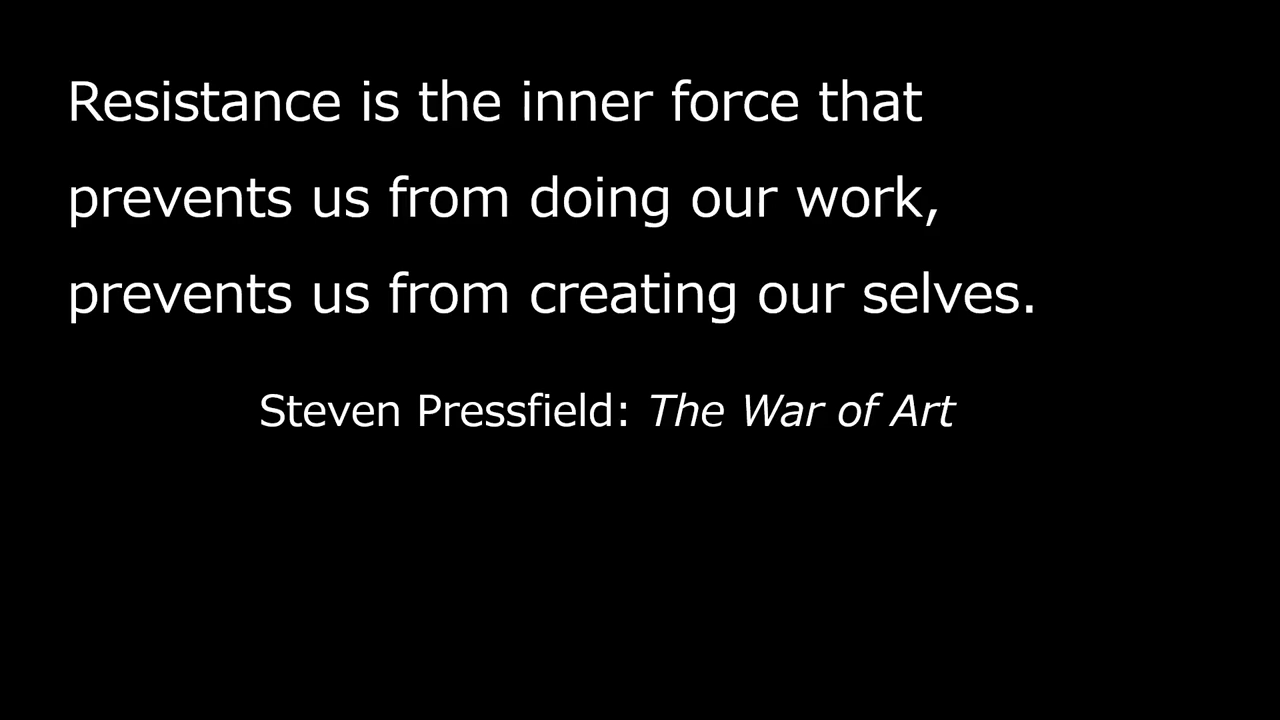 Resistance is the inner force that
prevents us from doing our work,
prevents us from creating our selves.
Steven Pressfield: The War of Art